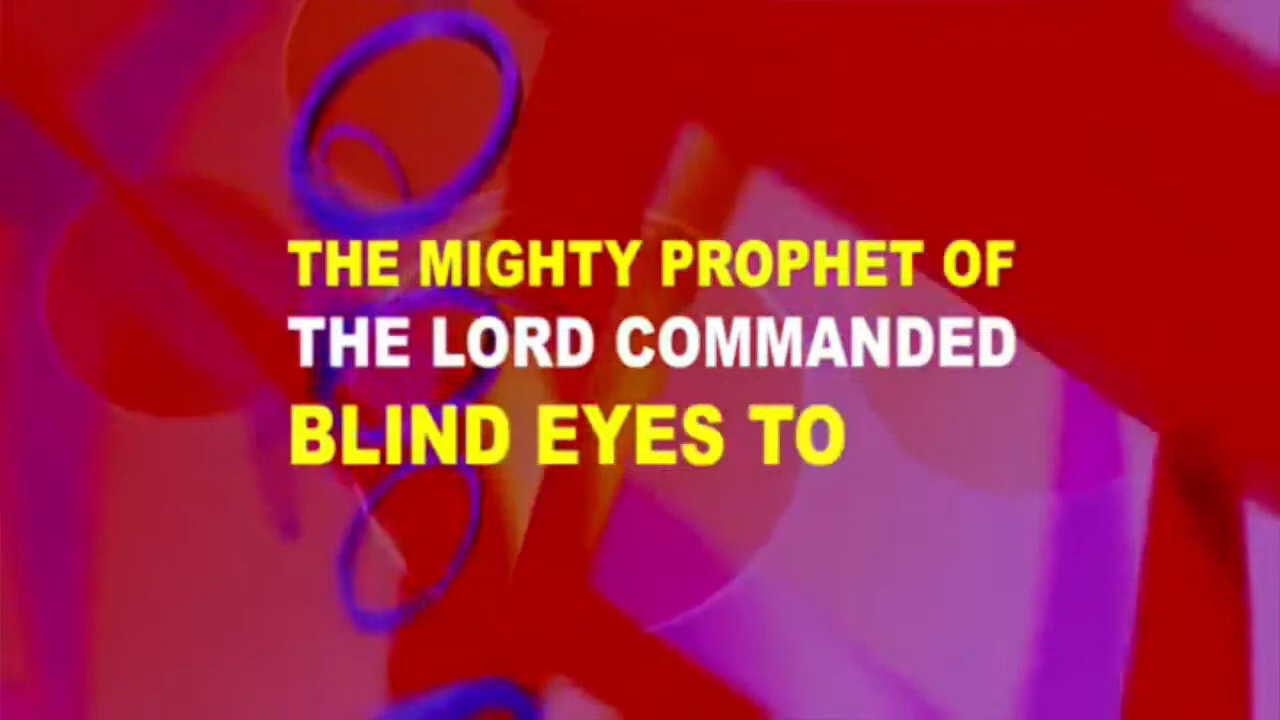 THE MIGHTY PROPHET OF
THE LORD COMMANDED
BLIND EYES TO